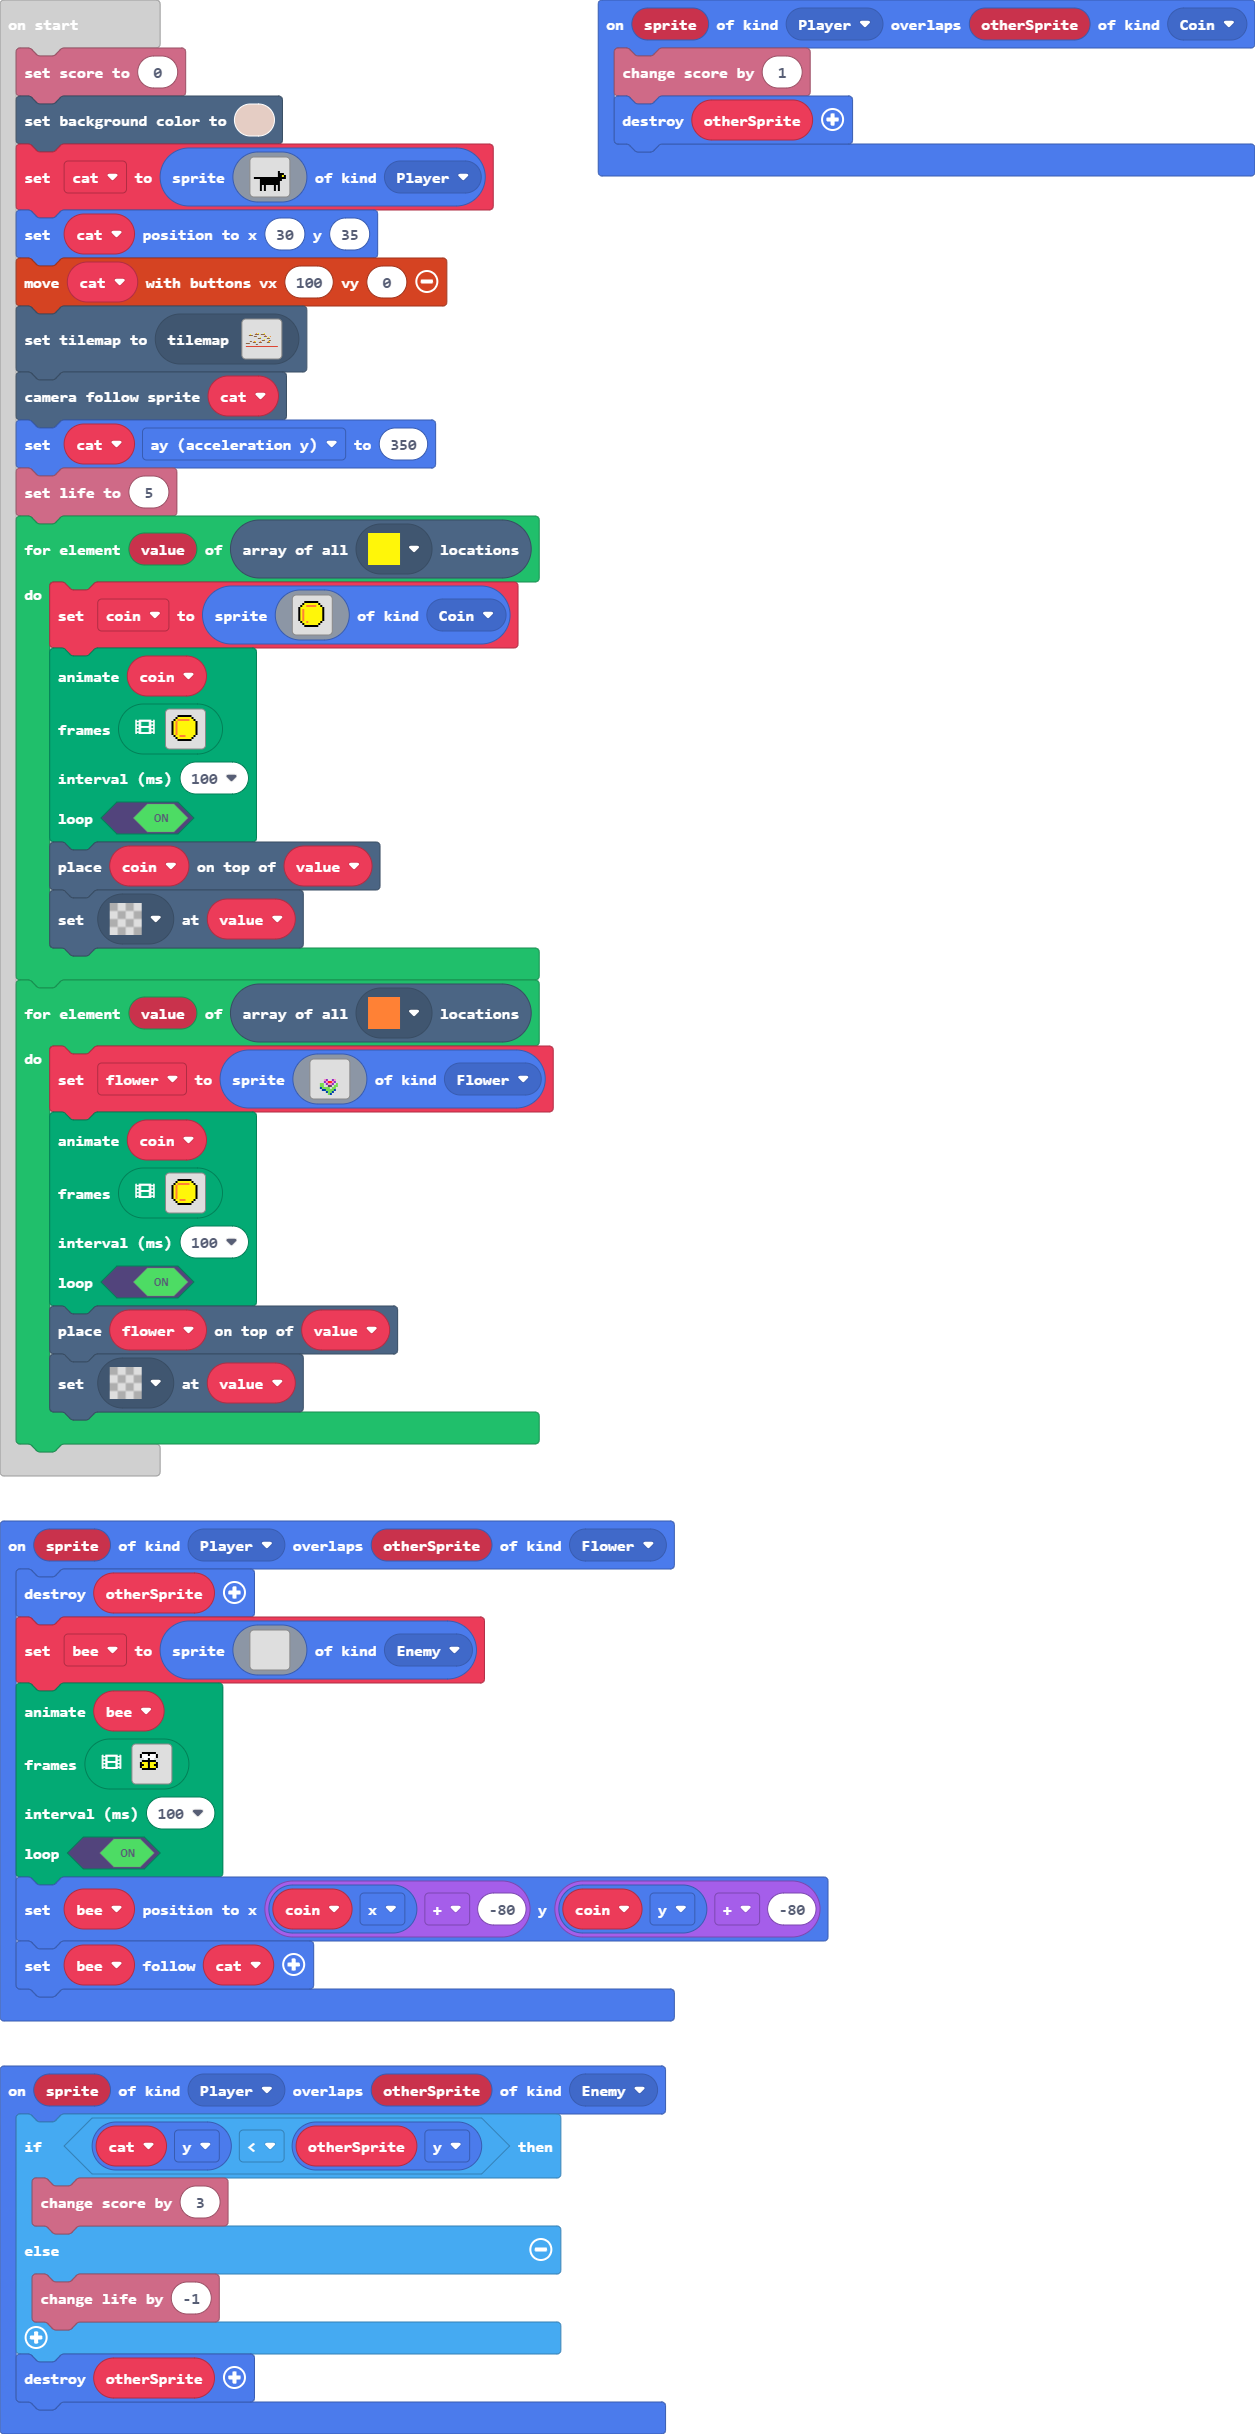 on start
set score to 0
set background color to
set cat to sprite of kind Player
set cat position to x 30 y 35
move cat with buttons vx 100 vy 0
set tilemap to tilemap
camera follow sprite cat
set cat ay (acceleration y) to 350
set life to 5
for element value of array of all locations
do
set coin to sprite of kind Coin
animate coin
frames
interval (ms) 100
loop ON
place coin on top of value
set at value
for element value of array of all locations
do
set flower to sprite of kind Flower
animate coin
frames
interval (ms) 100
loop ON
place flower on top of value
set at value
on sprite of kind Player overlaps otherSprite of kind Coin
change score by 1
destroy otherSprite
on sprite of kind Player overlaps otherSprite of kind Flower
destroy otherSprite
set bee to sprite of kind Enemy
animate bee
frames
interval (ms) 100
loop ON
set bee position to x coin x + -80 y coin y + -80
set bee follow cat
on sprite of kind Player overlaps otherSprite of kind Enemy
if cat y < otherSprite y then
change score by 3
else
change life by -1
destroy otherSprite